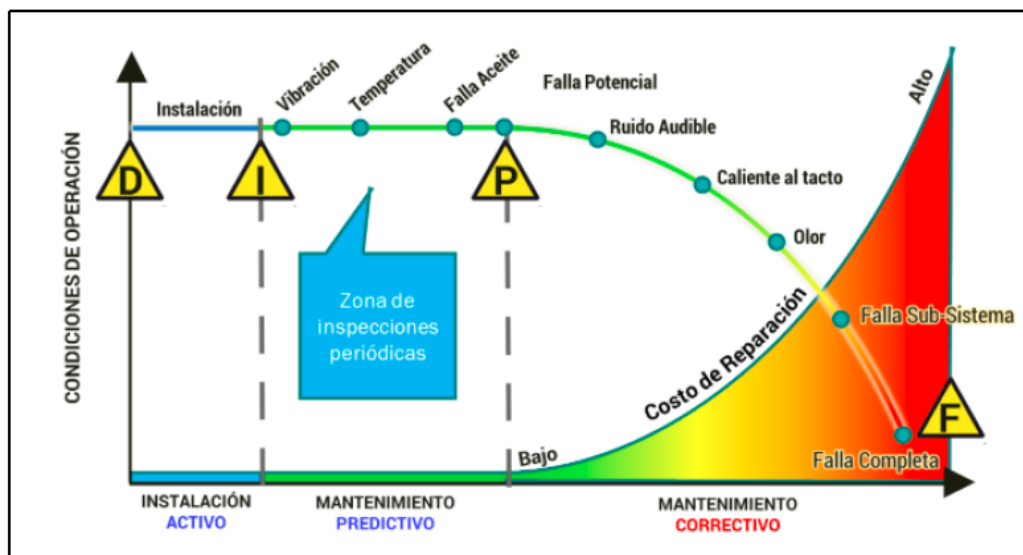 CONDICIONES DE OPERACIÓN
Instalación
Vibración
Temperatura
Falla Aceite
Falla Potencial
Ruido Audible
Caliente al tacto
Olor
Falla Sub-Sistema
Falla Completa
D
I
P
F
Zona de
inspecciones
periódicas
Bajo
Costo de Reparación
Alto
INSTALACIÓN
ACTIVO
MANTENIMIENTO
PREDICTIVO
MANTENIMIENTO
CORRECTIVO